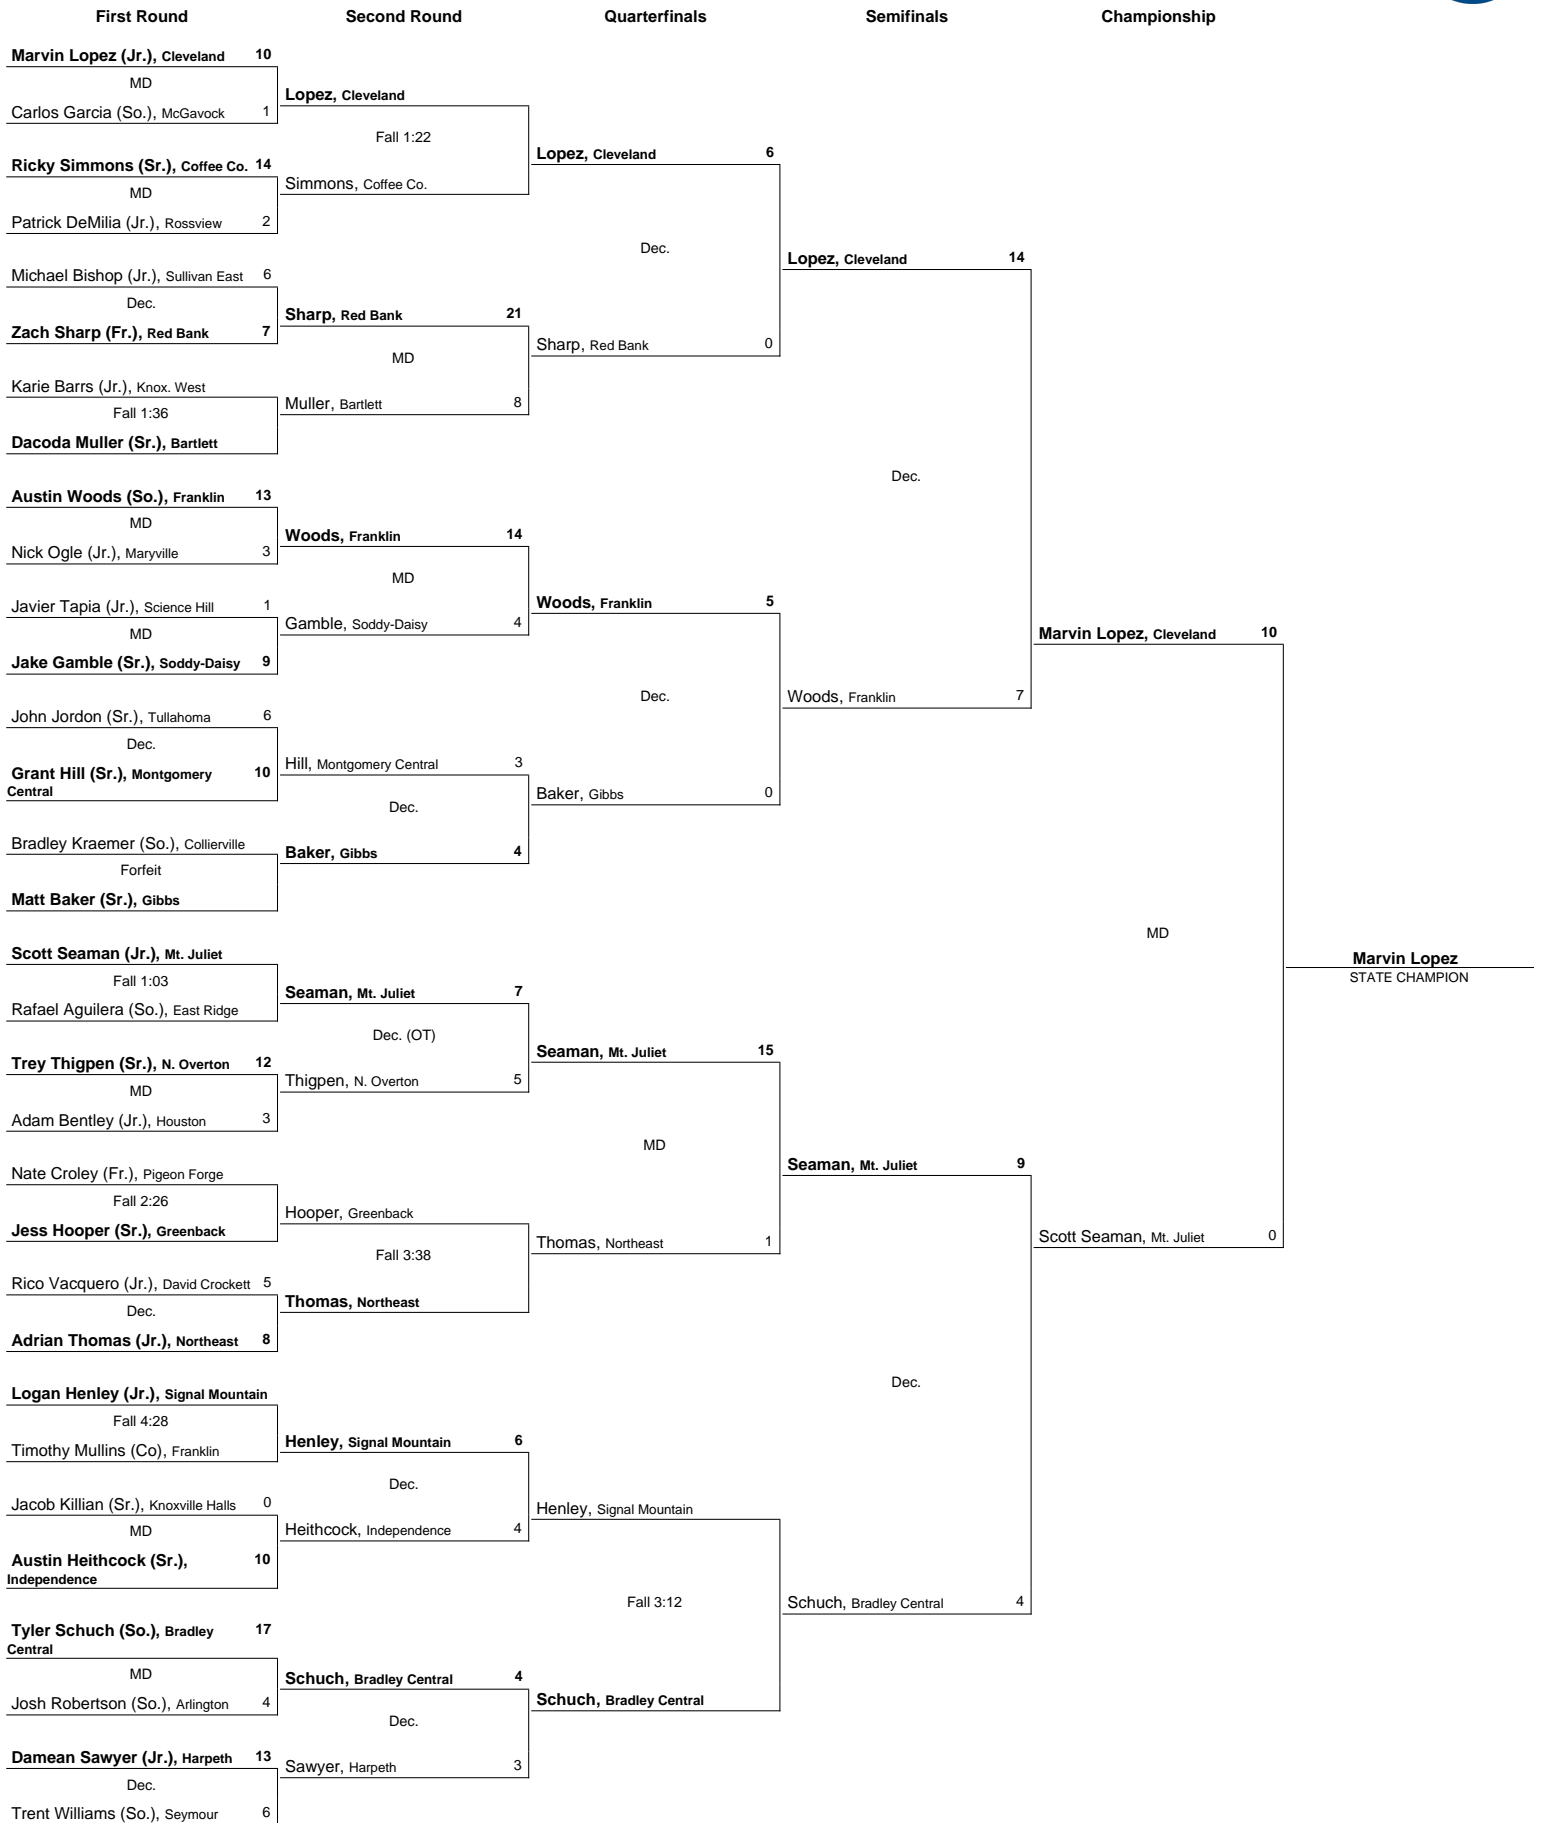 First Round Second Round Quarterfinals Semifinals Championship
Marvin Lopez (Jr.), Cleveland 10
MD
Carlos Garcia (So.), McGavock 1
Ricky Simmons (Sr.), Coffee Co. 14
MD
Patrick DeMilia (Jr.), Rossview 2
Michael Bishop (Jr.), Sullivan East 6
Dec.
Zach Sharp (Fr.), Red Bank 7
Karie Barrs (Jr.), Knox. West
Fall 1:36
Dacoda Muller (Sr.), Bartlett
Austin Woods (So.), Franklin 13
MD
Nick Ogle (Jr.), Maryville 3
Javier Tapia (Jr.), Science Hill 1
MD
Jake Gamble (Sr.), Soddy-Daisy 9
John Jordon (Sr.), Tullahoma 6
Dec.
Grant Hill (Sr.), Montgomery 10
Central
Bradley Kraemer (So.), Collierville
Forfeit
Matt Baker (Sr.), Gibbs
Scott Seaman (Jr.), Mt. Juliet
Fall 1:03
Rafael Aguilera (So.), East Ridge
Trey Thigpen (Sr.), N. Overton 12
MD
Adam Bentley (Jr.), Houston 3
Nate Croley (Fr.), Pigeon Forge
Fall 2:26
Jess Hooper (Sr.), Greenback
Rico Vacquero (Jr.), David Crockett 5
Dec.
Adrian Thomas (Jr.), Northeast 8
Logan Henley (Jr.), Signal Mountain
Fall 4:28
Timothy Mullins (Co), Franklin
Jacob Killian (Sr.), Knoxville Halls 0
MD
Austin Heithcock (Sr.), 10
Independence
Tyler Schuch (So.), Bradley 17
Central
MD
Josh Robertson (So.), Arlington 4
Damean Sawyer (Jr.), Harpeth 13
Dec.
Trent Williams (So.), Seymour 6
Lopez, Cleveland
Fall 1:22
Simmons, Coffee Co.
Sharp, Red Bank 21
MD
Muller, Bartlett 8
Woods, Franklin 14
MD
Gamble, Soddy-Daisy 4
Hill, Montgomery Central 3
Dec.
Baker, Gibbs 4
Seaman, Mt. Juliet 7
Dec. (OT)
Thigpen, N. Overton 5
Hooper, Greenback
Fall 3:38
Thomas, Northeast
Henley, Signal Mountain 6
Dec.
Heithcock, Independence 4
Schuch, Bradley Central 4
Dec.
Sawyer, Harpeth 3
Lopez, Cleveland 6
Dec.
Sharp, Red Bank 0
Woods, Franklin 5
Dec.
Baker, Gibbs 0
Seaman, Mt. Juliet 15
MD
Thomas, Northeast 1
Henley, Signal Mountain
Fall 3:12
Schuch, Bradley Central
Lopez, Cleveland 14
Dec.
Woods, Franklin 7
Seaman, Mt. Juliet 9
Dec.
Schuch, Bradley Central 4
Marvin Lopez, Cleveland 10
MD
Scott Seaman, Mt. Juliet 0
Marvin Lopez
STATE CHAMPION